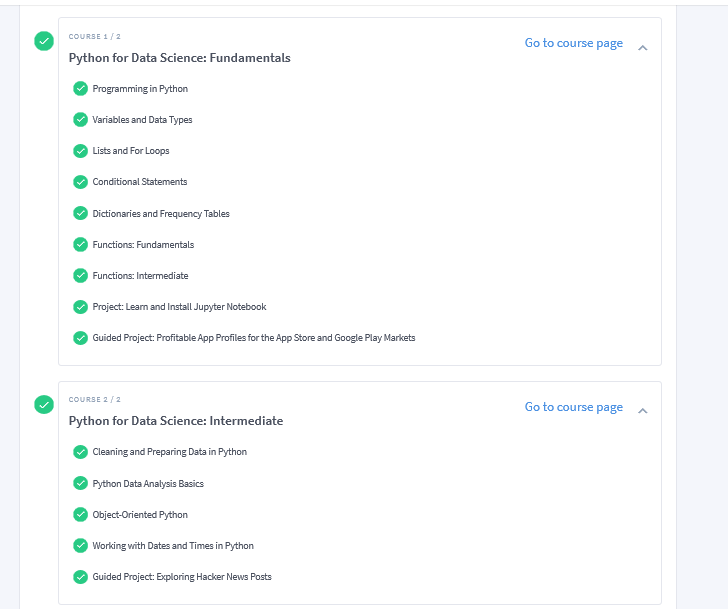 COURSE 1 / 2
Go to course page
Python for Data Science: Fundamentals
Programming in Python
Variables and Data Types
Lists and For Loops
Conditional Statements
Dictionaries and Frequency Tables
Functions: Fundamentals
Functions: Intermediate
Project: Learn and Install Jupyter Notebook
Guided Project: Profitable App Profiles for the App Store and Google Play Markets
COURSE 2 / 2
Go to course page
Python for Data Science: Intermediate
Cleaning and Preparing Data in Python
Python Data Analysis Basics
Object-Oriented Python
Working with Dates and Times in Python
Guided Project: Exploring Hacker News Posts